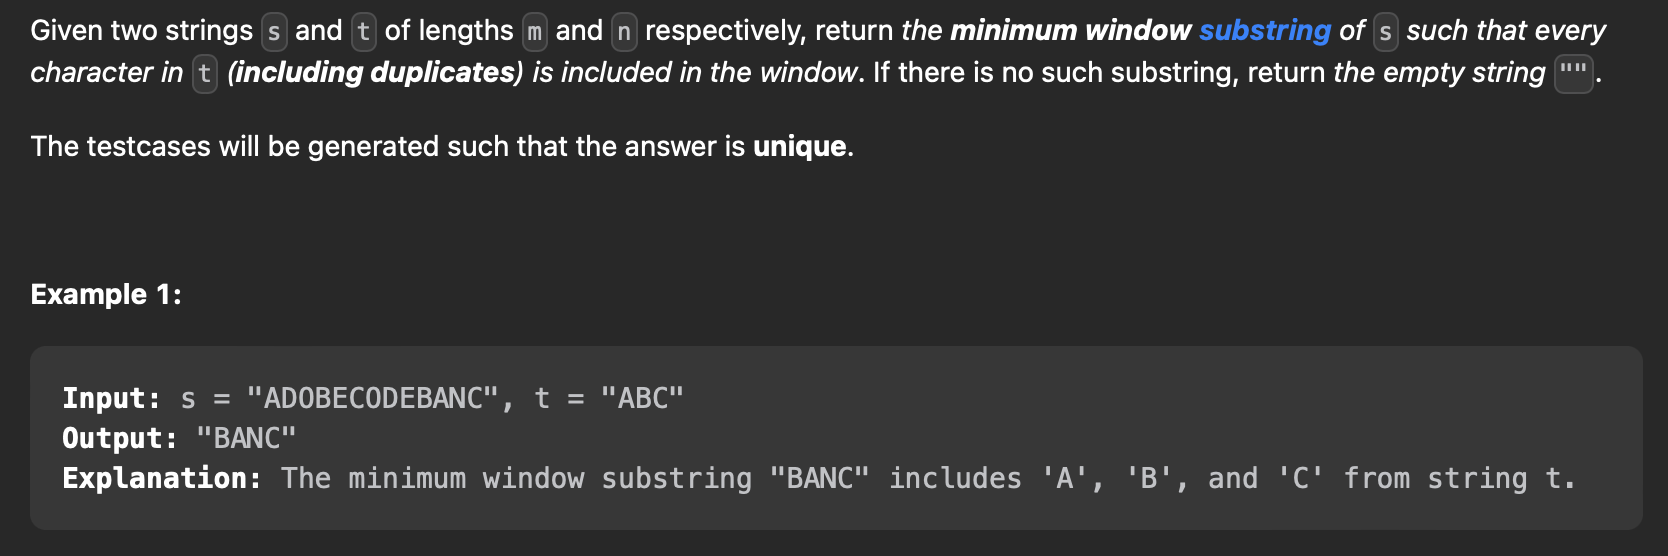 Given two strings s and t of lengths m and n respectively, return the minimum window substring of s such that every
character in t (including duplicates) is included in the window. If there is no such substring, return the empty string "".
The testcases will be generated such that the answer is unique.
Example 1:
Input: s = "ADOBECODEBANC", t = "ABC"
Output: "BANC"
Explanation: The minimum window substring "BANC" includes 'A', 'B', and 'C' from string t.